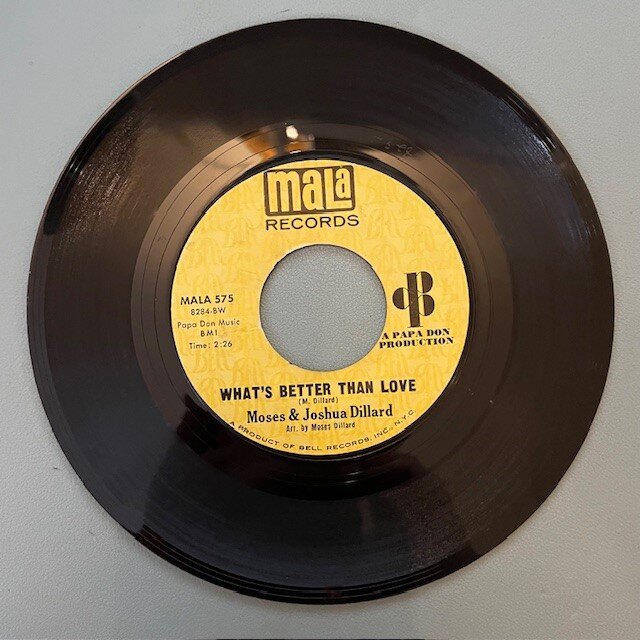 mala
RECORDS
MALA 575
8284-BW
Papa Don Music
BMI
Time: 2:26
A PAPA DON
PRODUCTION
WHAT'S BETTER THAN LOVE
(M. Dillard)
Moses & Joshua Dillard
Arr. by Moses Dillard
A PRODUCT OF BELL RECORDS, INC., N.Y.C.